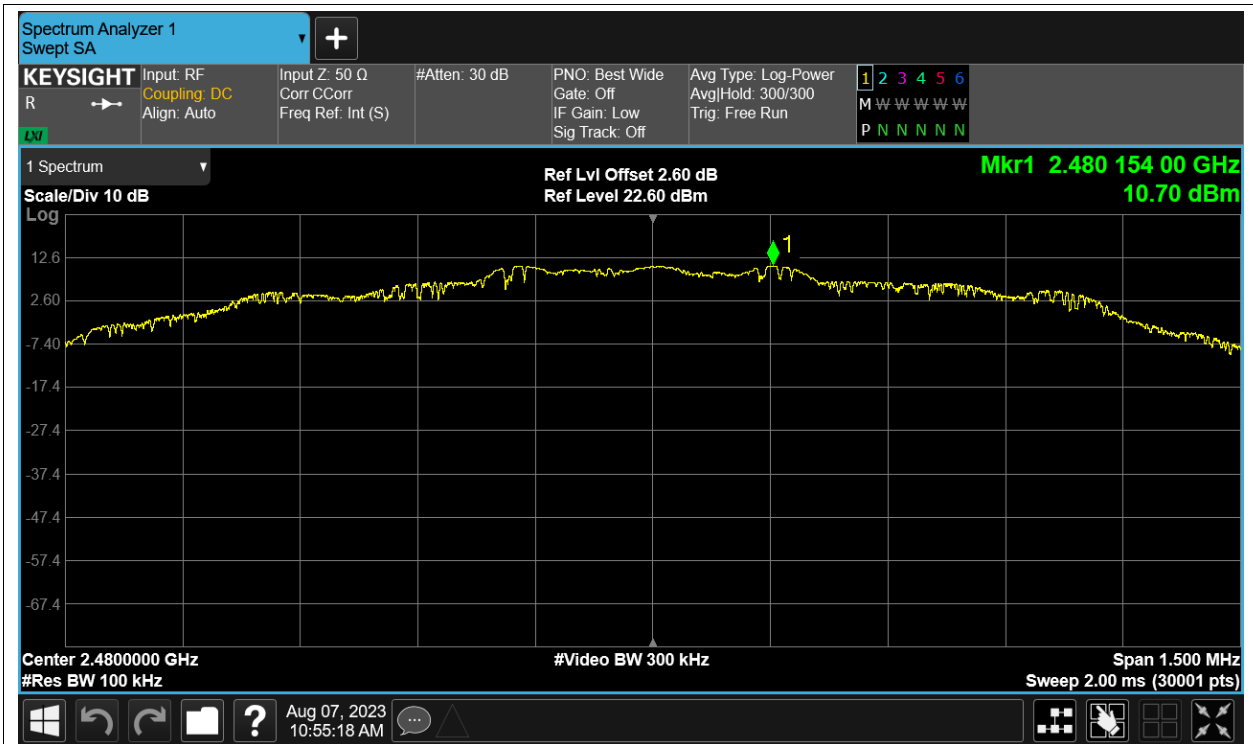 Spectrum Analyzer 1
Swept SA
KEYSIGHT
R
LXI
Input: RF
Coupling: DC
Align: Auto
Input Z: 50 Ω
Corr CCorr
Freq Ref: Int (S)
#Atten: 30 dB
PNO: Best Wide
Gate: Off
IF Gain: Low
Sig Track: Off
Avg Type: Log-Power
Avg|Hold: 300/300
Trig: Free Run
1 2 3 4 5 6
M W W W W W
P N N N N N
1 Spectrum
Scale/Div 10 dB
Ref Lvl Offset 2.60 dB
Ref Level 22.60 dBm
Mkr1 2.480 154 00 GHz
10.70 dBm
Log
1
12.6
2.60
-7.40
-17.4
-27.4
-37.4
-47.4
-57.4
-67.4
Center 2.4800000 GHz
#Video BW 300 kHz
Span 1.500 MHz
#Res BW 100 kHz
Sweep 2.00 ms (30001 pts)
?
Aug 07, 2023
10:55:18 AM